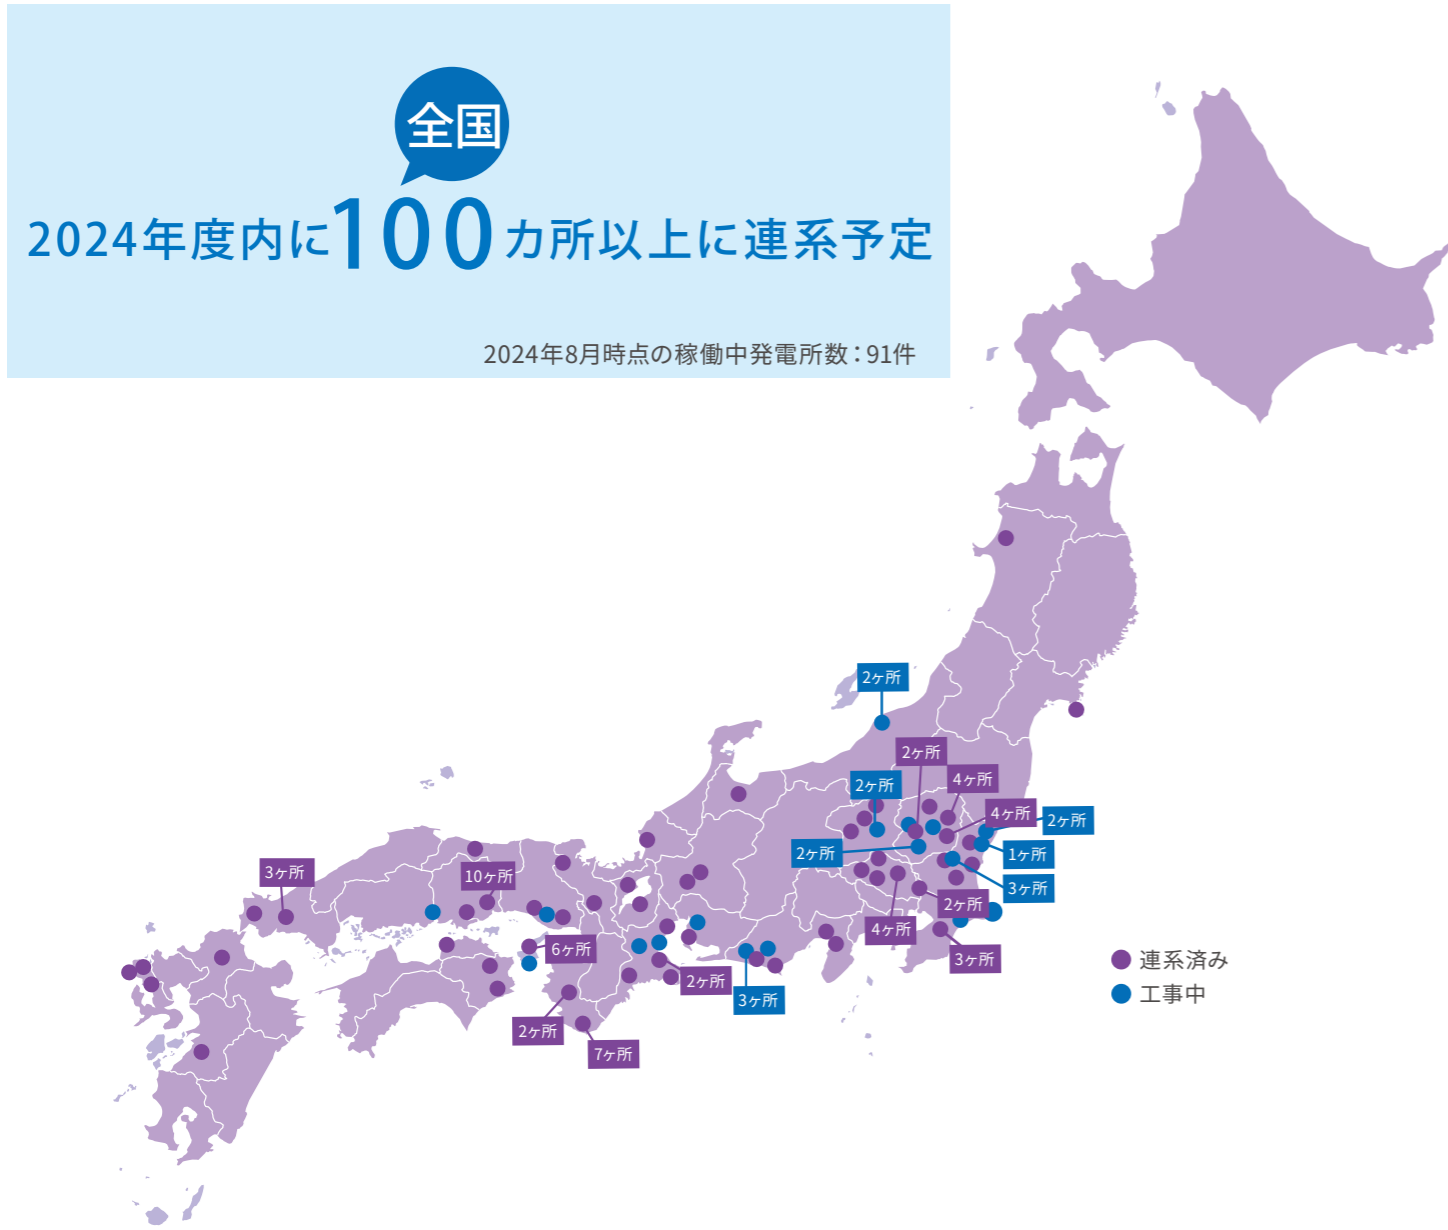 全国
2024年度内に100カ所以上に連系予定
2024年8月時点の稼働中発電所数：91件
2ヶ所
2ヶ所
4ヶ所
2ヶ所
4ヶ所
2ヶ所
2ヶ所
1ヶ所
3ヶ所
10ヶ所
3ヶ所
2ヶ所
4ヶ所
6ヶ所
3ヶ所
2ヶ所
3ヶ所
2ヶ所
7ヶ所
連系済み
工事中